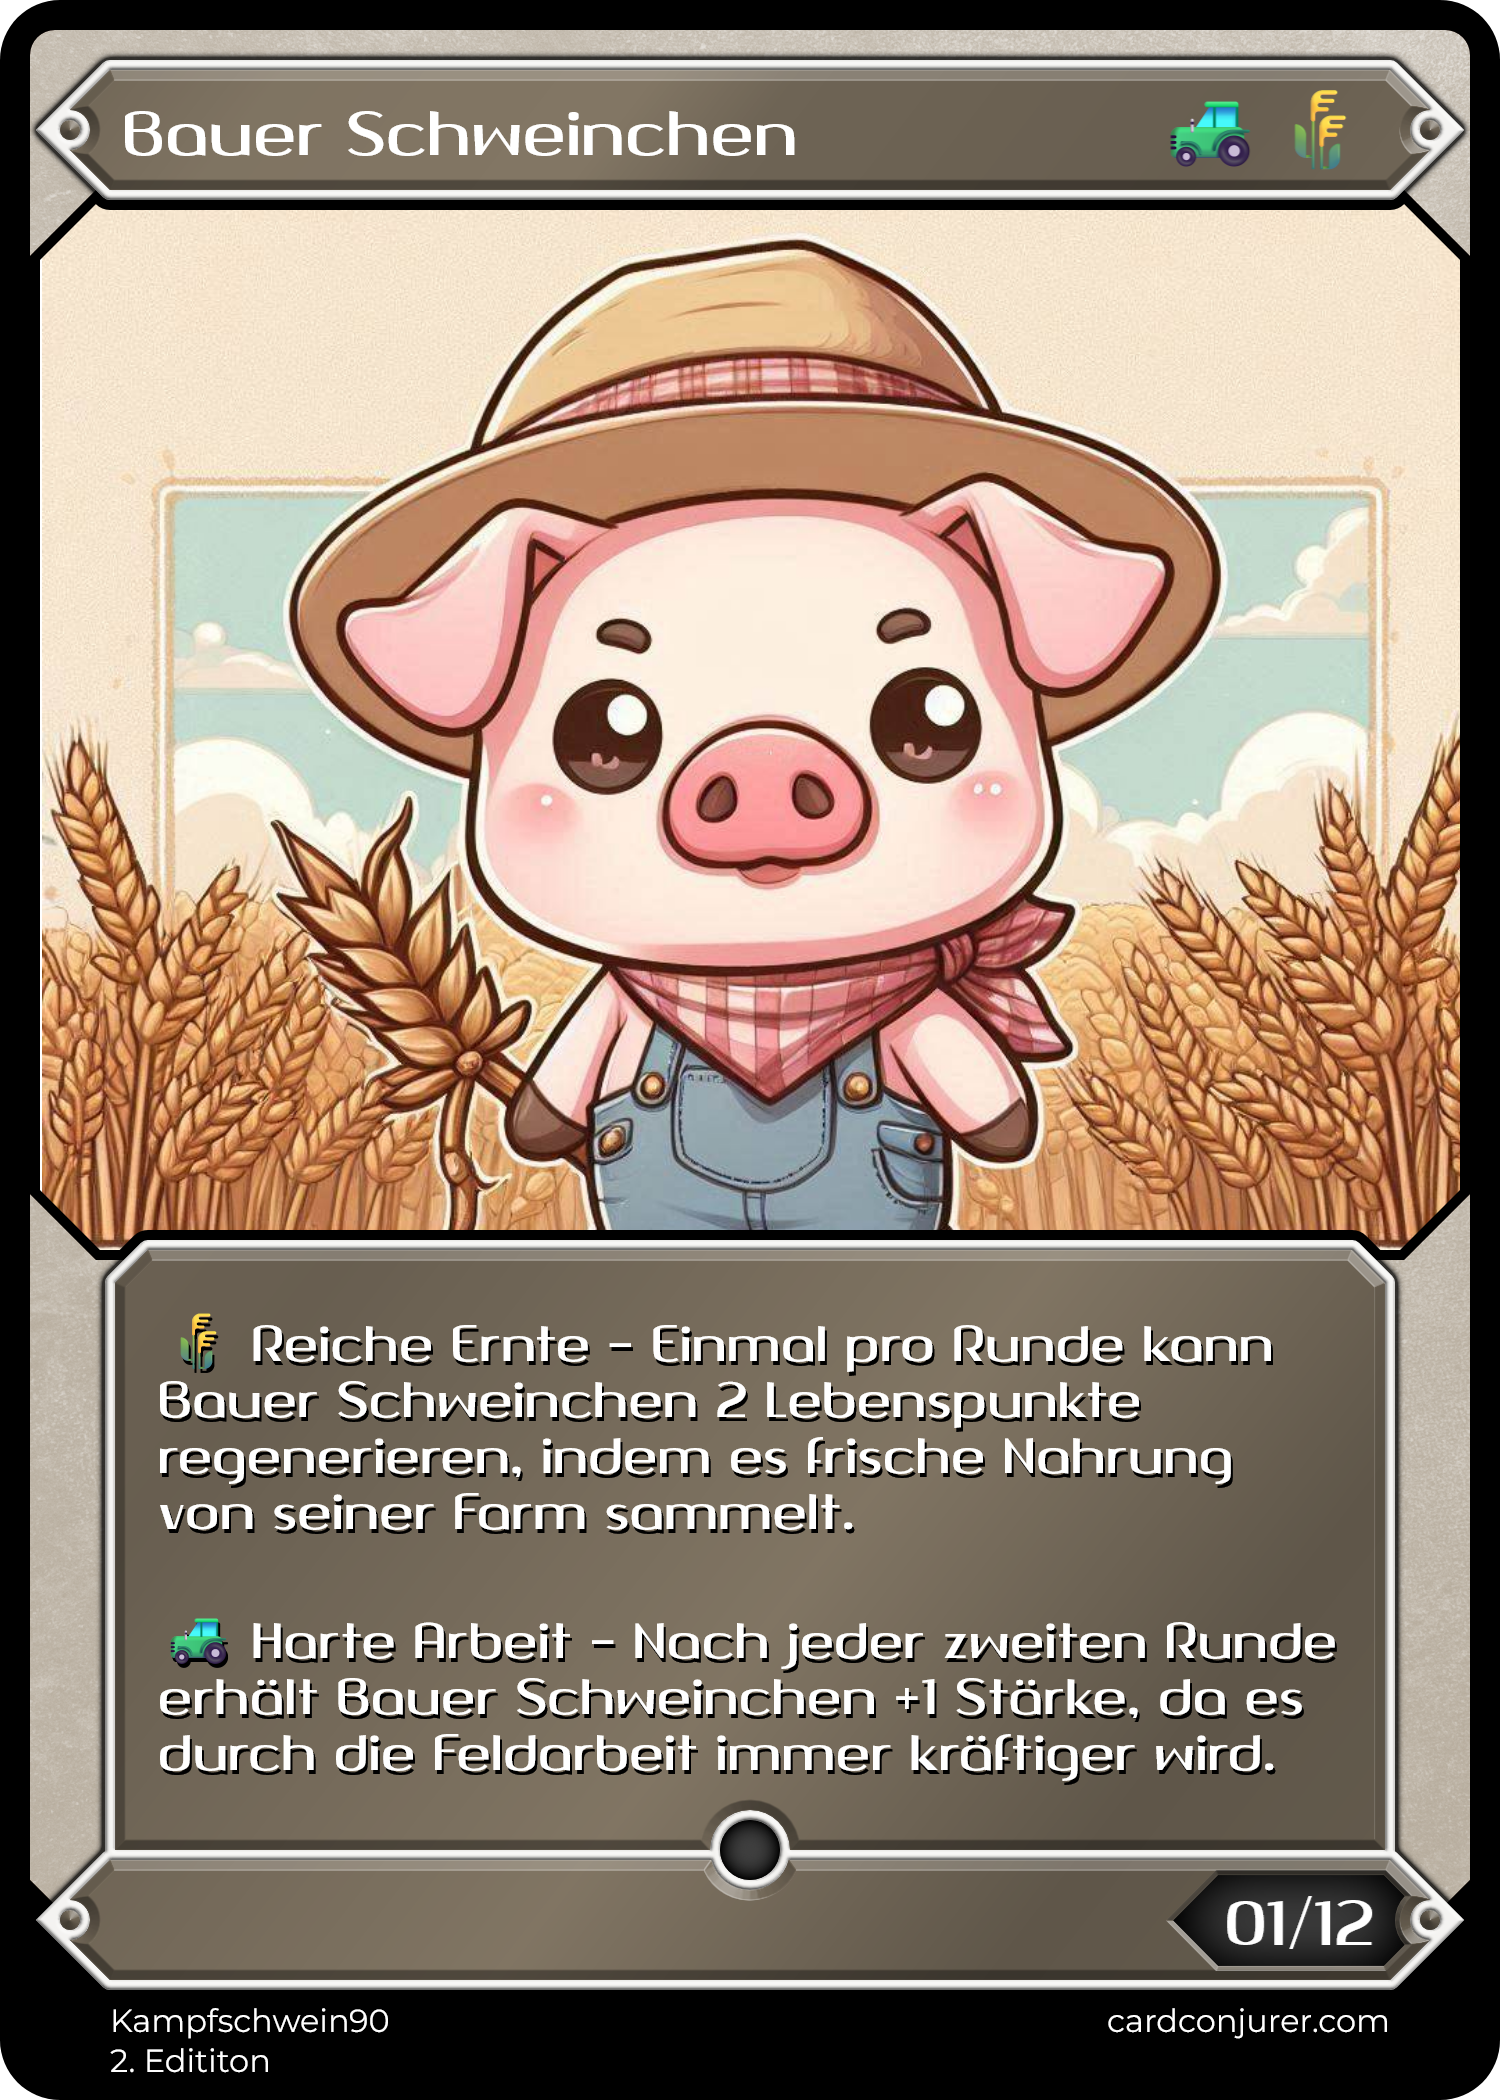 Bauer Schweinchen
Reiche Ernte - Einmal pro Runde kann
Bauer Schweinchen 2 Lebenspunkte
regenerieren, indem es frische Nahrung
von seiner Farm sammelt.
Harte Arbeit - Nach jeder zweiten Runde
erhält Bauer Schweinchen +1 Stärke, da es
durch die Feldarbeit immer kräftiger wird.
01/12
Kampfschwein90
2. Edititon
cardconjurer.com